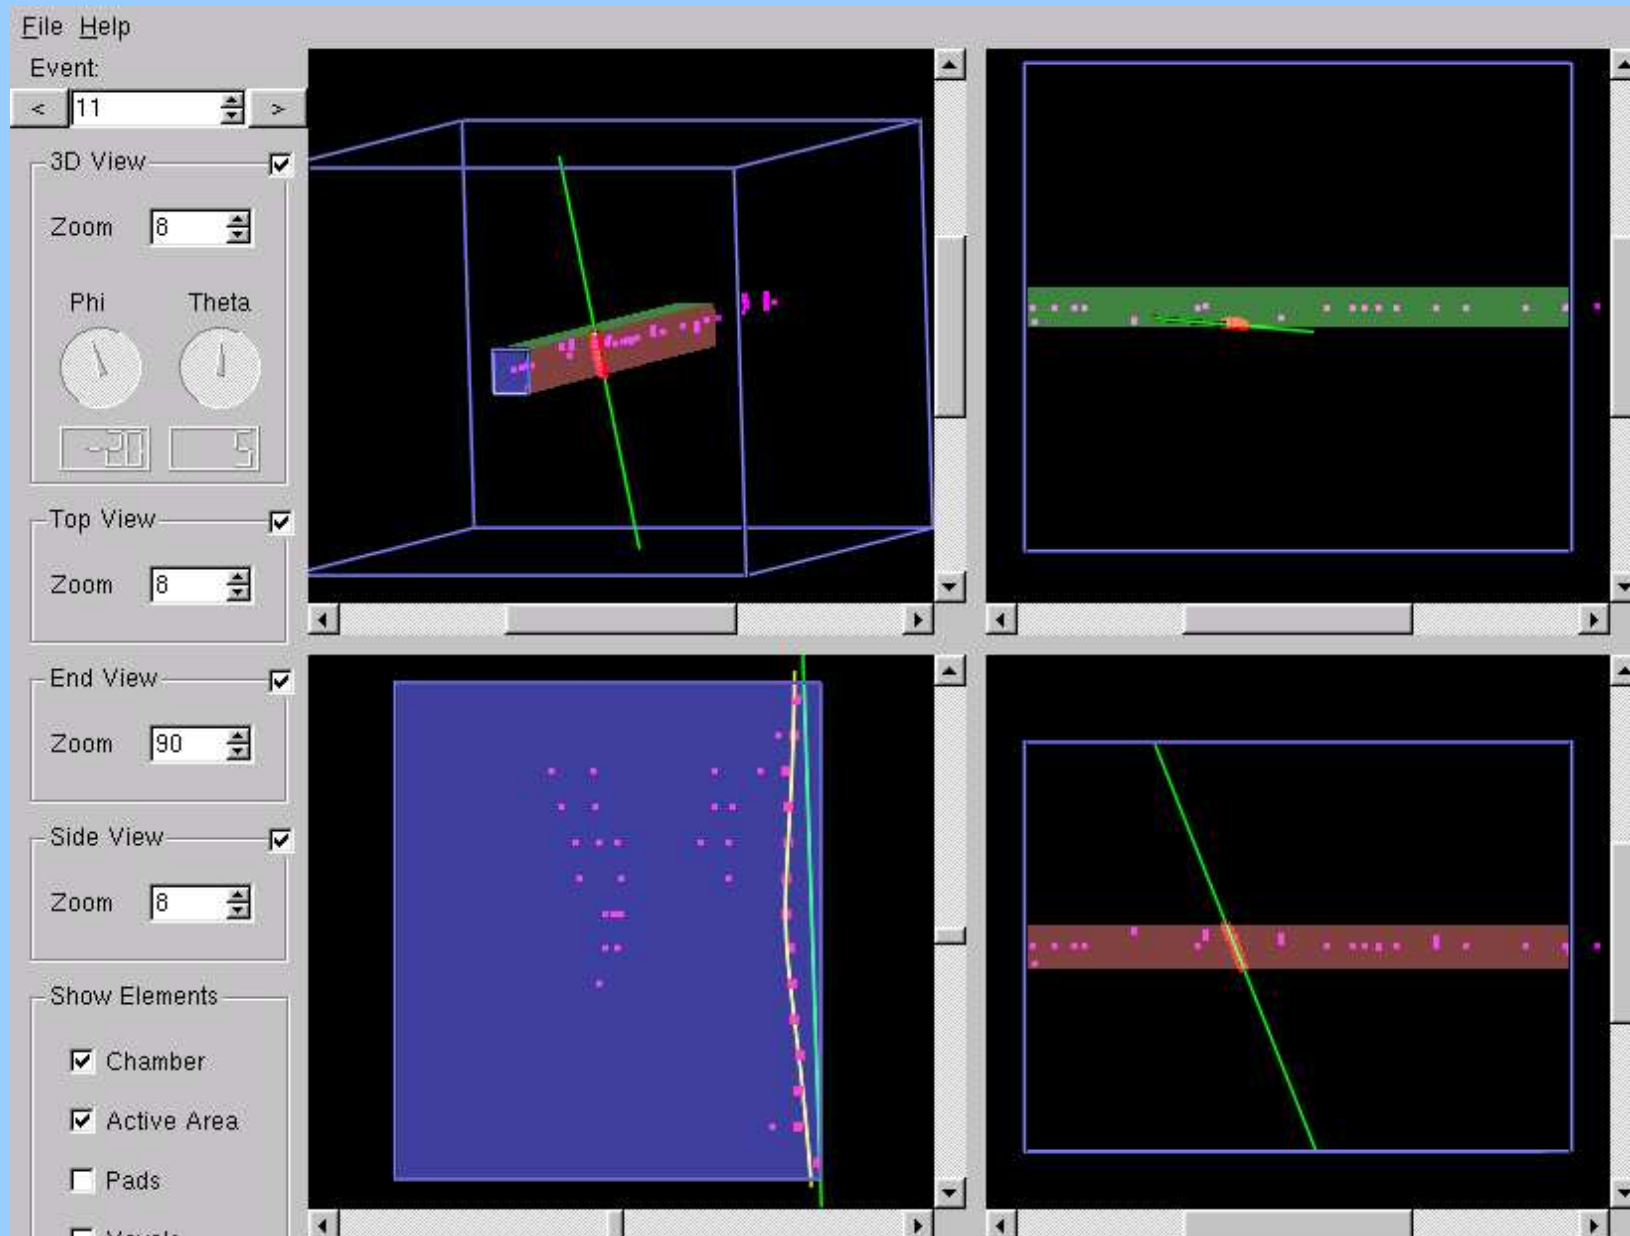 File Help
Event:
< 11 >
3D View
Zoom 8
Phi Theta
-20 5
Top View
Zoom 8
End View
Zoom 90
Side View
Zoom 8
Show Elements
Chamber
Active Area
Pads